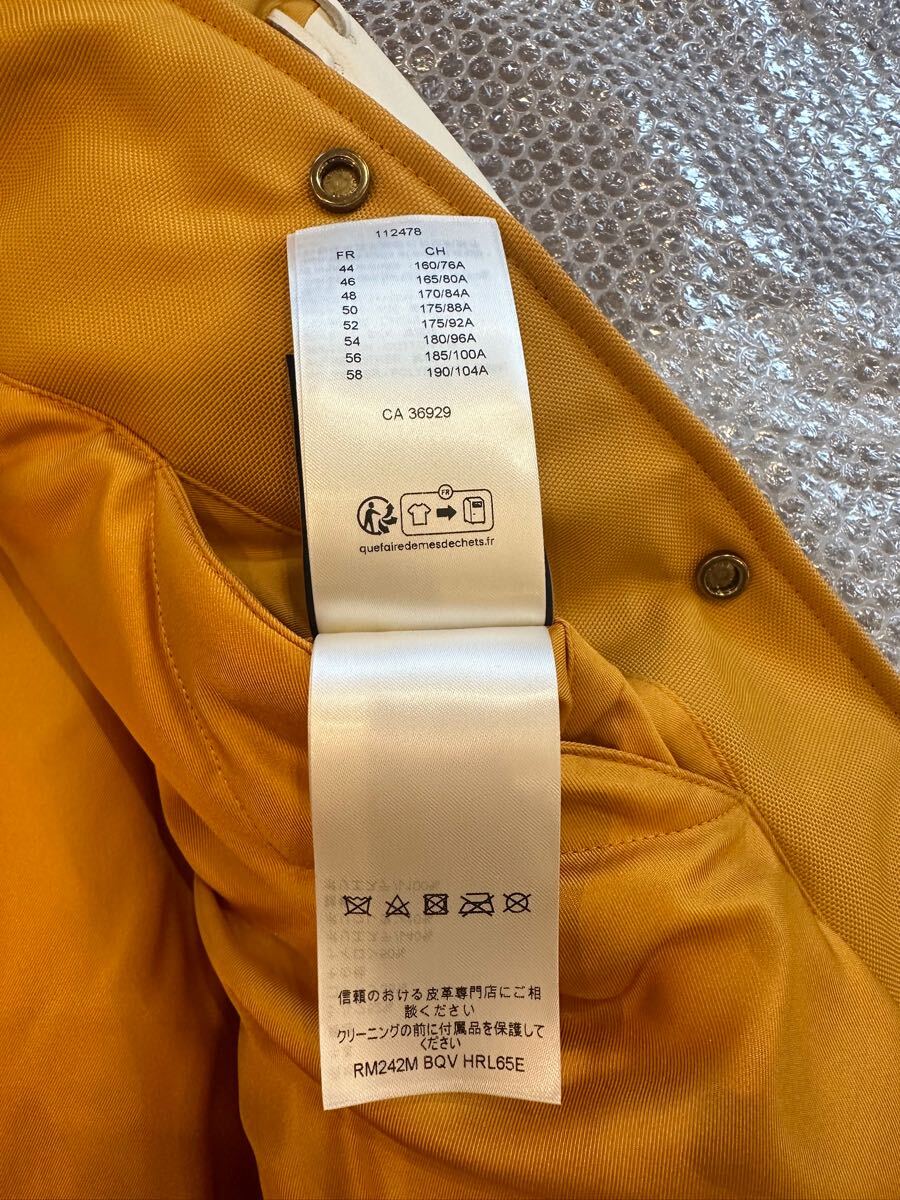 112478
FR CH
44 160/76A
46 165/80A
48 170/84A
50 175/88A
52 175/92A
54 180/96A
56 185/100A
58 190/104A
CA 36929
FR
quefairedemesdechets.fr
信頼のおける皮革専門店にご相
談ください
クリーニングの前に付属品を保護して
ください
RM242M BQV HRL65E